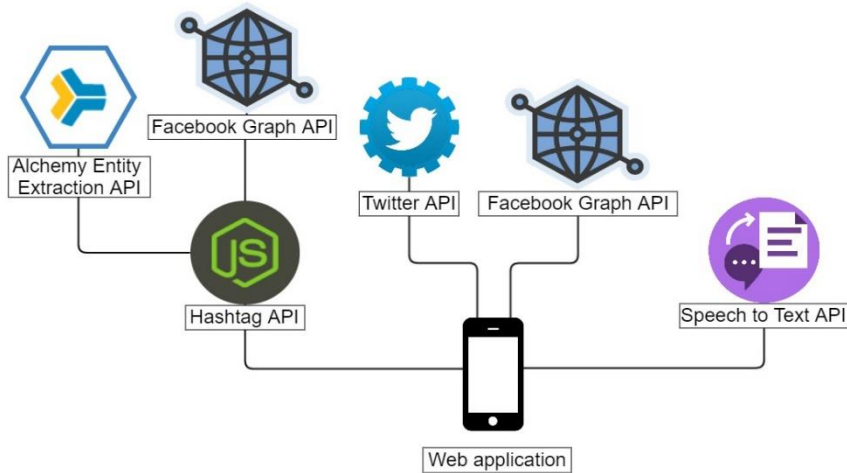 Facebook Graph API
Alchemy Entity
Extraction API
Twitter API
Facebook Graph API
JS
Hashtag API
Speech to Text API
Web application